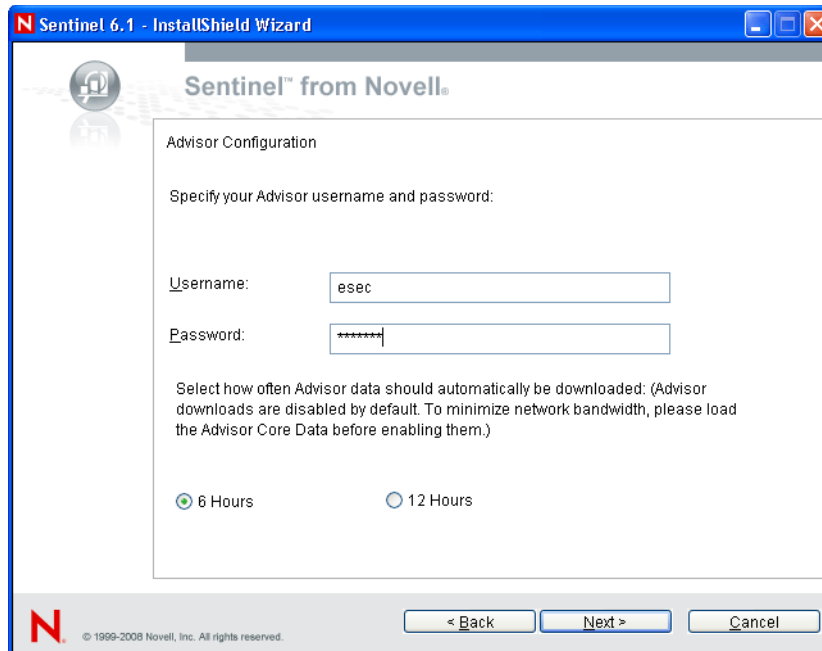 Sentinel 6.1 - InstallShield Wizard
Sentinel™ from Novell®
Advisor Configuration
Specify your Advisor username and password:
Username:
esec
Password:
*******
Select how often Advisor data should automatically be downloaded: (Advisor
downloads are disabled by default. To minimize network bandwidth, please load
the Advisor Core Data before enabling them.)
6 Hours
12 Hours
© 1999-2008 Novell, Inc. All rights reserved.
< Back
Next >
Cancel